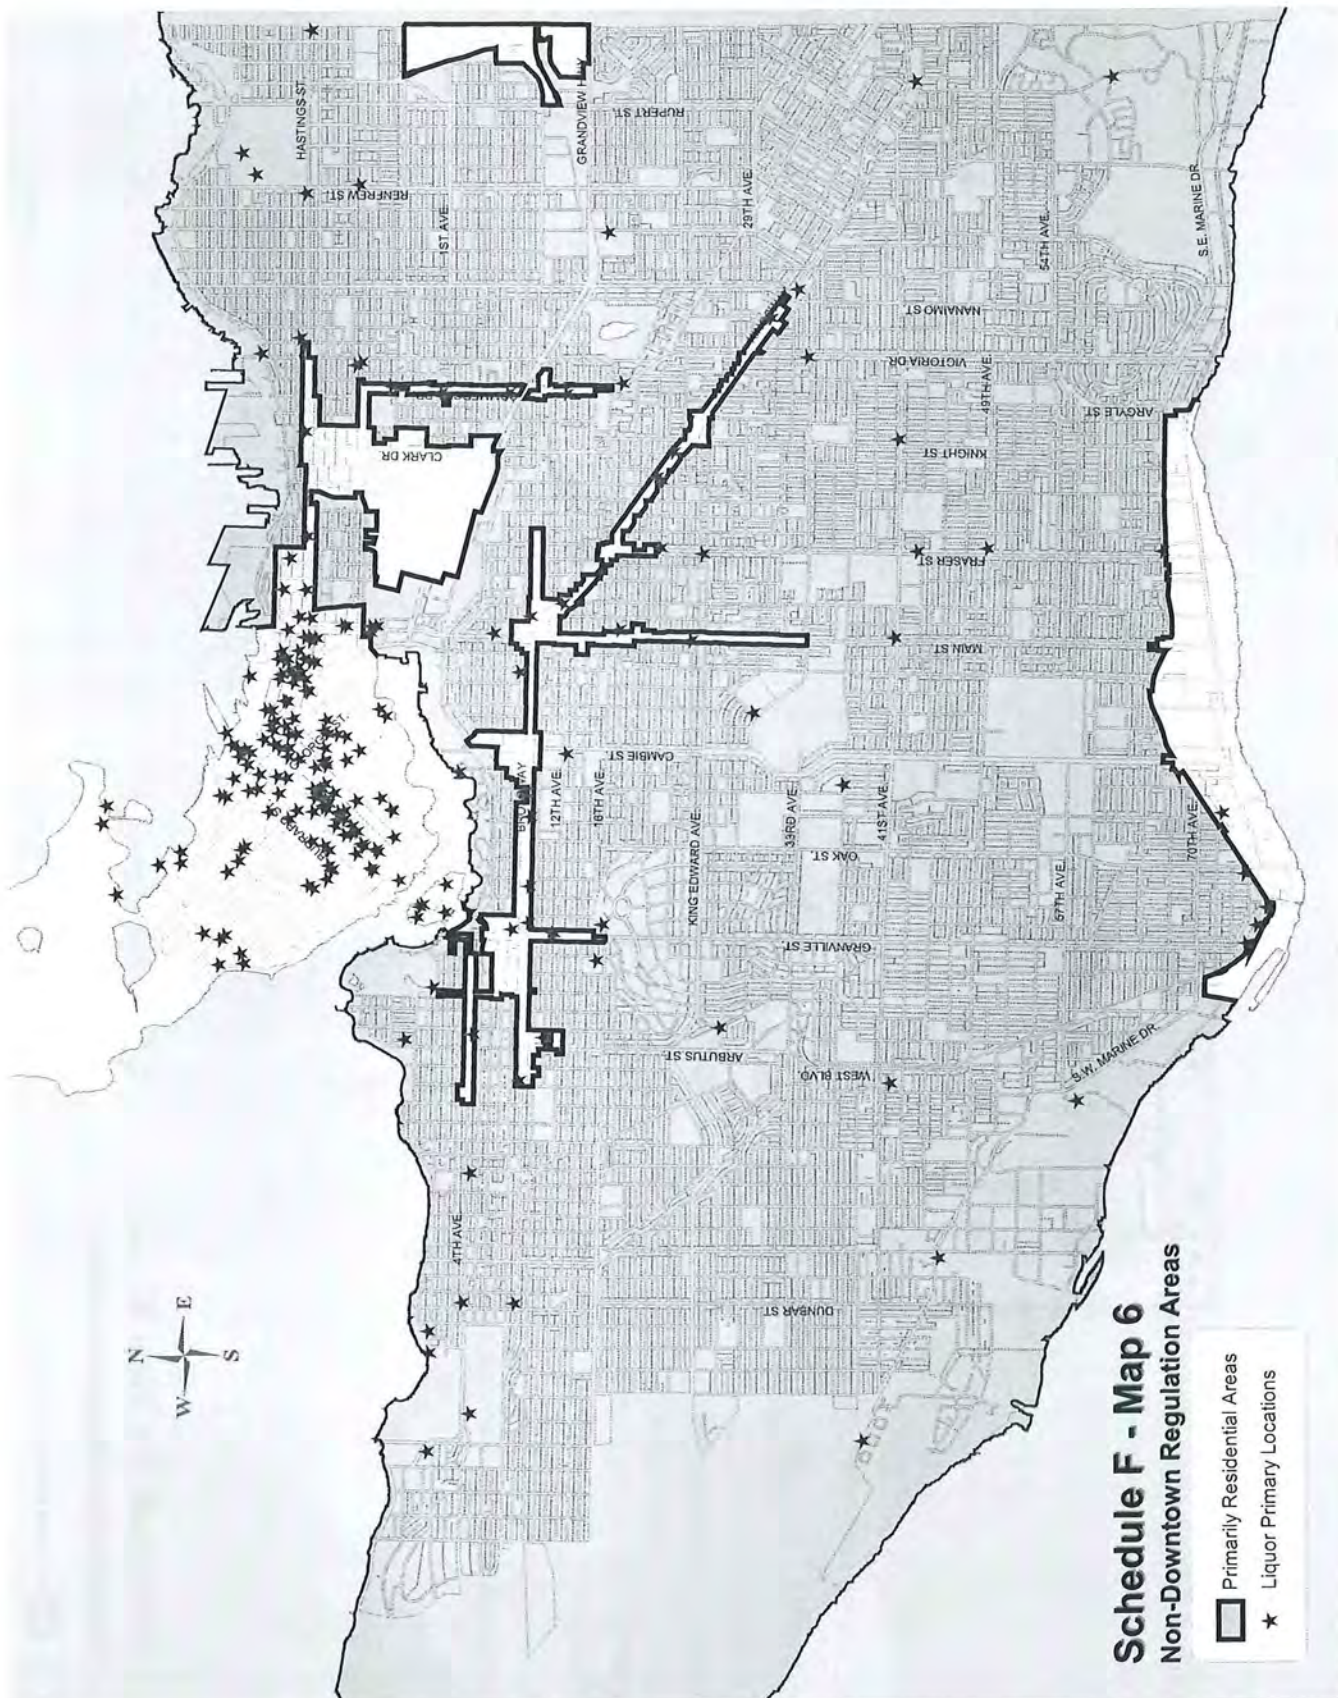 Schedule F - Map 6
Non-Downtown Regulation Areas
Primarily Residential Areas
Liquor Primary Locations
N
W
E
S
HASTINGS ST.
RENFREW ST.
1ST AVE.
GRANDVIEW HWY
RUPERT ST.
29TH AVE.
54TH AVE.
S.E. MARINE DR.
NANAIMO ST
VICTORIA DR.
49TH AVE.
ARGYLE ST.
CLARK DR.
KNIGHT ST
FRASER ST
MAIN ST
CAMBIE ST.
12TH AVE.
16TH AVE.
KING EDWARD AVE.
33RD AVE.
41ST AVE.
OAK ST.
57TH AVE.
70TH AVE.
GRANVILLE ST.
ARBUTUS ST.
WEST BLVD.
S.W. MARINE DR.
4TH AVE.
DUNBAR ST.